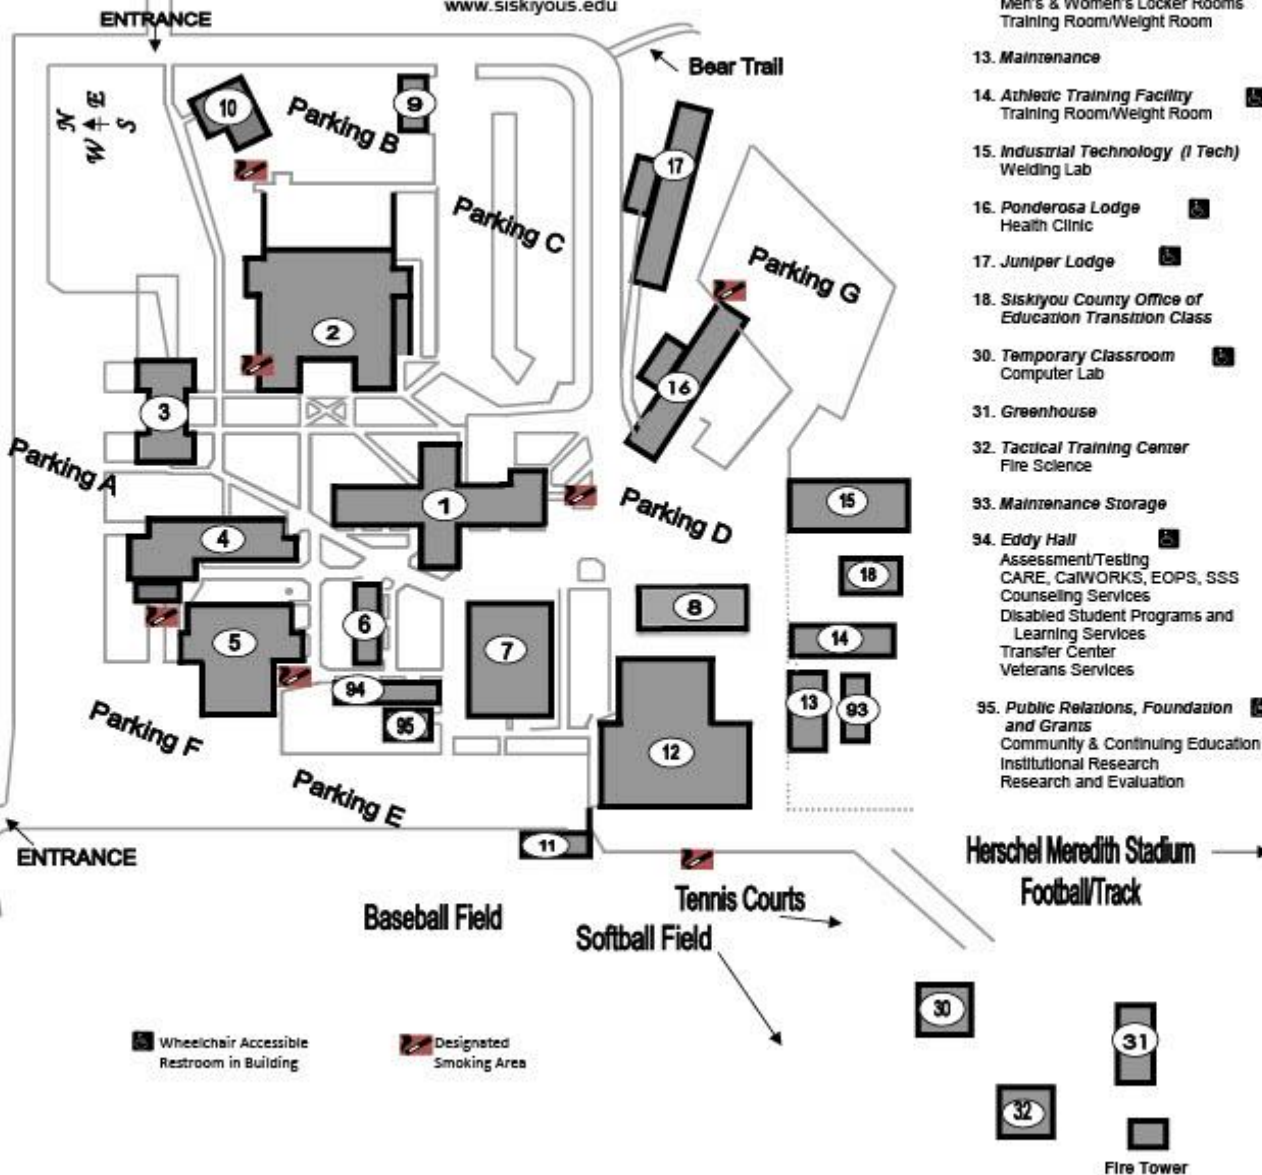 www.siskiyous.edu
ENTRANCE
Bear Trail
N E
W S
10
9
Parking B
17
Parking C
Parking G
2
16
3
Parking A
1
Parking D
15
4
18
8
6
14
5
7
94
13
93
95
Parking F
12
Parking E
11
ENTRANCE
Tennis Courts
Baseball Field
Softball Field
30
31
32
Fire Tower
Wheelchair Accessible
Restroom in Building
Designated
Smoking Area
Men's & Women's Locker Rooms
Training Room/Weight Room
13. Maintenance
14. Athletic Training Facility
Training Room/Weight Room
15. Industrial Technology (I Tech)
Welding Lab
16. Ponderosa Lodge
Health Clinic
17. Juniper Lodge
18. Siskiyou County Office of
Education Transition Class
30. Temporary Classroom
Computer Lab
31. Greenhouse
32. Tactical Training Center
Fire Science
93. Maintenance Storage
94. Eddy Hall
Assessment/Testing
CARE, CalWORKS, EOPS, SSS
Counseling Services
Disabled Student Programs and
Learning Services
Transfer Center
Veterans Services
95. Public Relations, Foundation
and Grants
Community & Continuing Education
Institutional Research
Research and Evaluation
Herschel Meredith Stadium
Football/Track